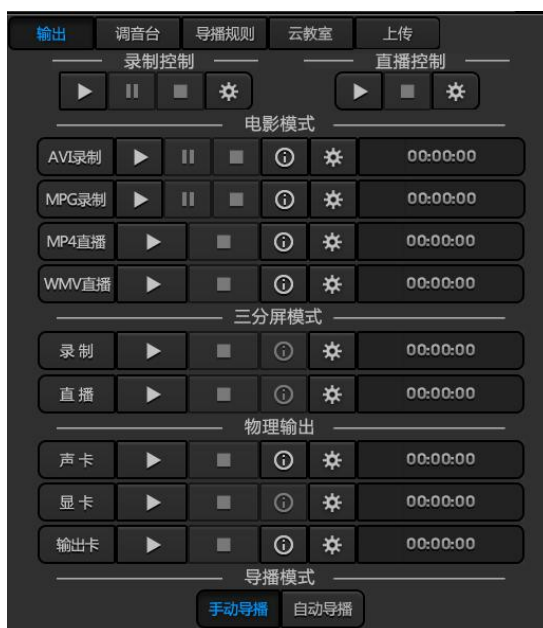 输出 调音台 导播规则 云教室 上传
录制控制 直播控制
电影模式
AVI录制 00:00:00
MPG录制 00:00:00
MP4直播 00:00:00
WMV直播 00:00:00
三分屏模式
录制 00:00:00
直播 00:00:00
物理输出
声卡 00:00:00
显卡 00:00:00
输出卡 00:00:00
导播模式
手动导播 自动导播